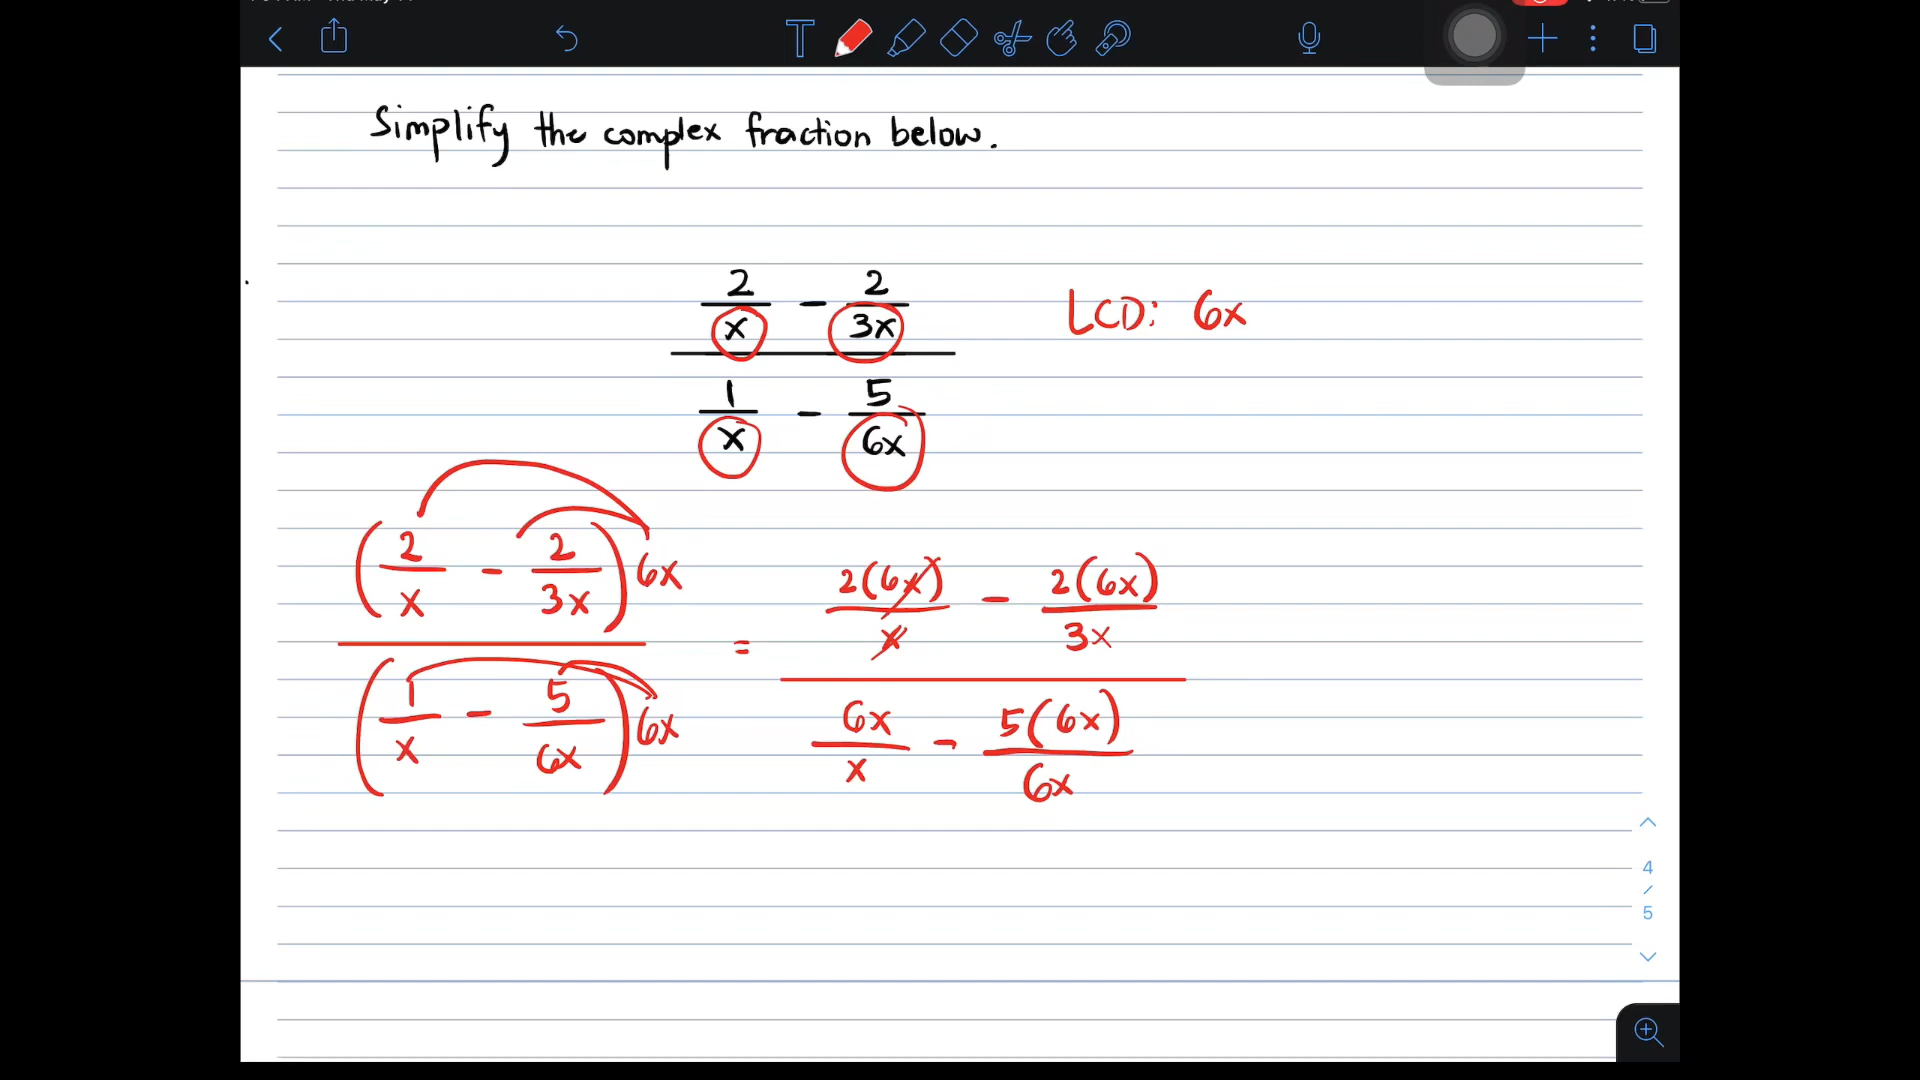 Simplify the complex fraction below.
2/x - 2/3x
1/x - 5/6x
LCD: 6x
(2/x - 2/3x)6x
(1/x - 5/6x)6x
=
2(6x)/x - 2(6x)/3x
6x/x - 5(6x)/6x
4
/
5